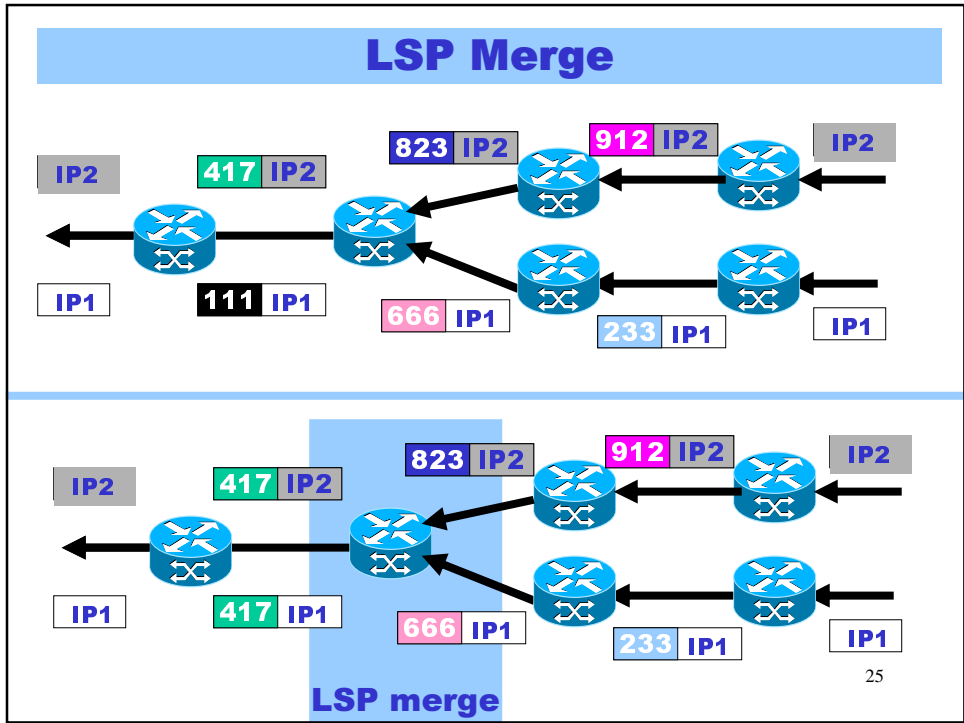 LSP Merge
823 IP2
912 IP2
IP2
IP2
417 IP2
IP1
111 IP1
666 IP1
233 IP1
IP1
823 IP2
912 IP2
IP2
IP2
417 IP2
IP1
417 IP1
666 IP1
233 IP1
IP1
25
LSP merge